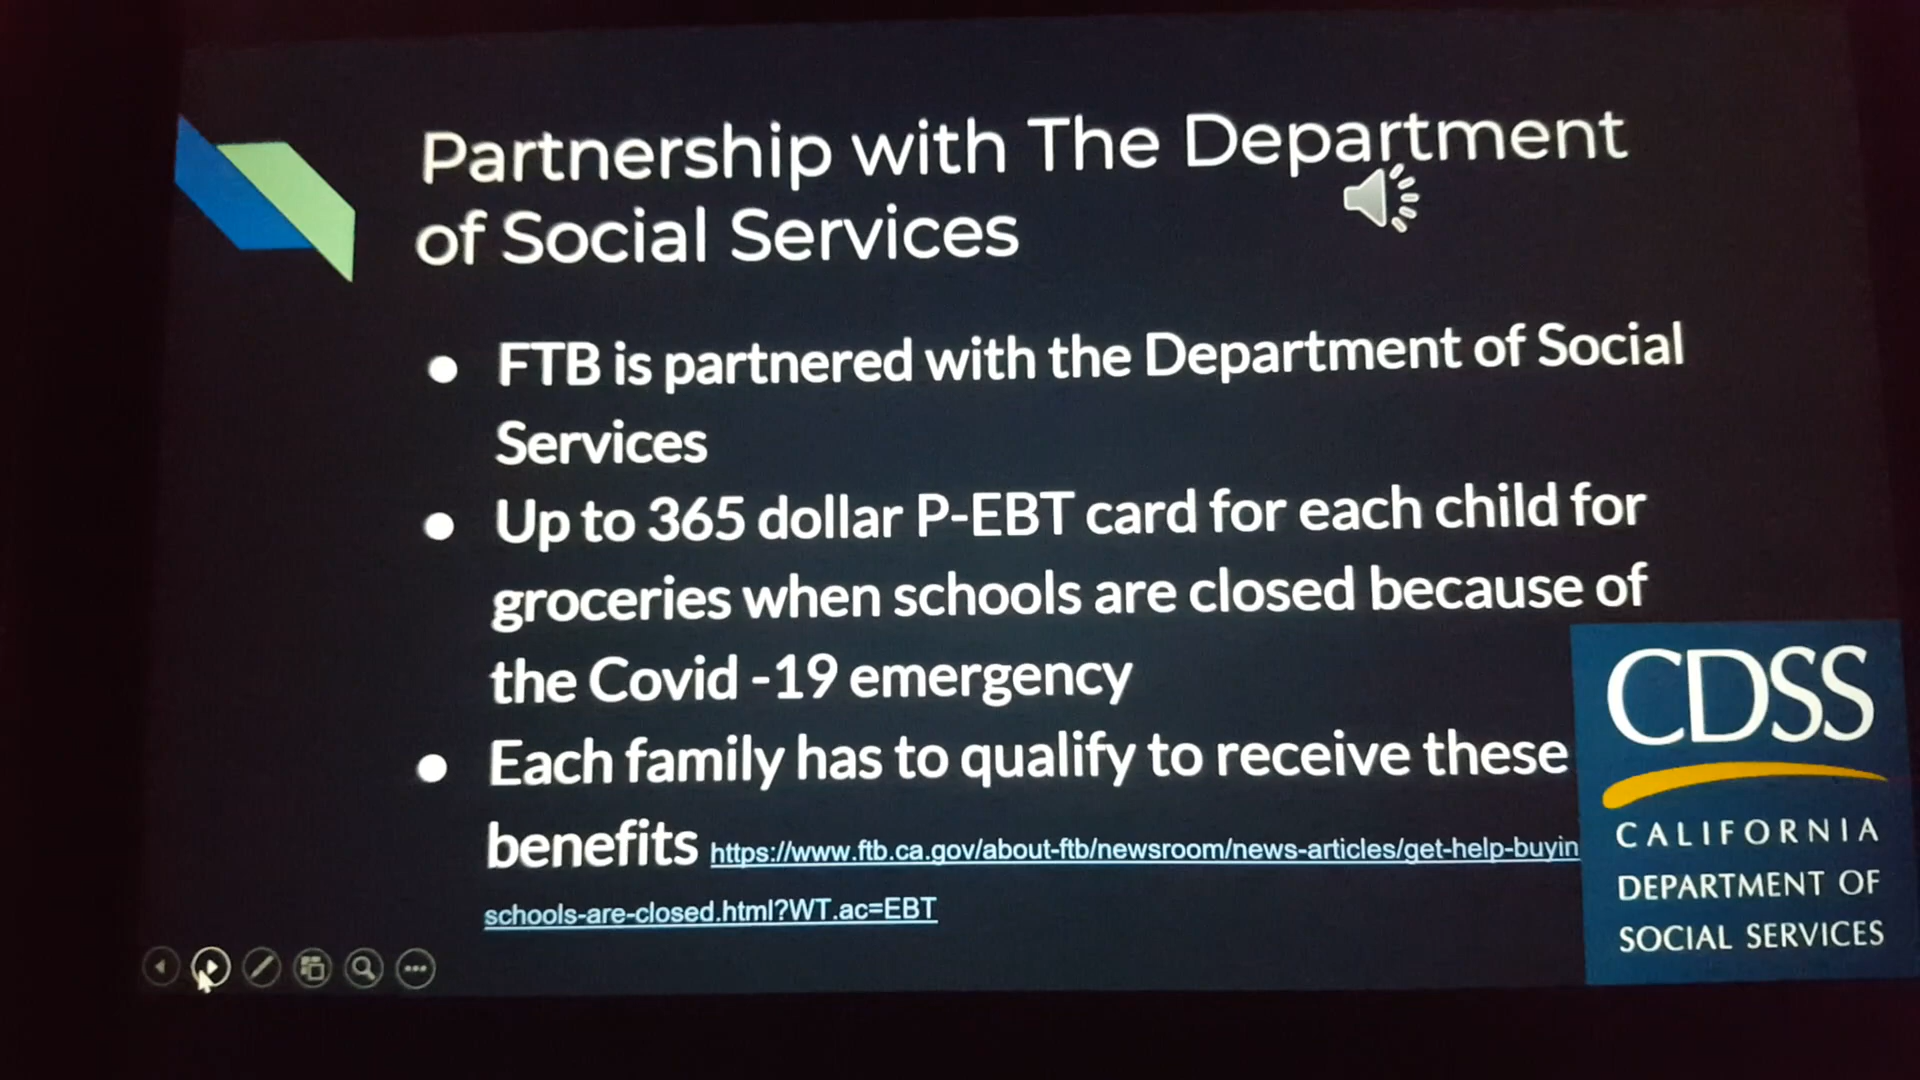 Partnership with The Department
of Social Services
● FTB is partnered with the Department of Social
Services
● Up to 365 dollar P-EBT card for each child for
groceries when schools are closed because of
the Covid -19 emergency
● Each family has to qualify to receive these
benefits https://www.ftb.ca.gov/about-ftb/newsroom/news-articles/get-help-buyin
schools-are-closed.html?WT.ac=EBT
CDSS
CALIFORNIA
DEPARTMENT OF
SOCIAL SERVICES